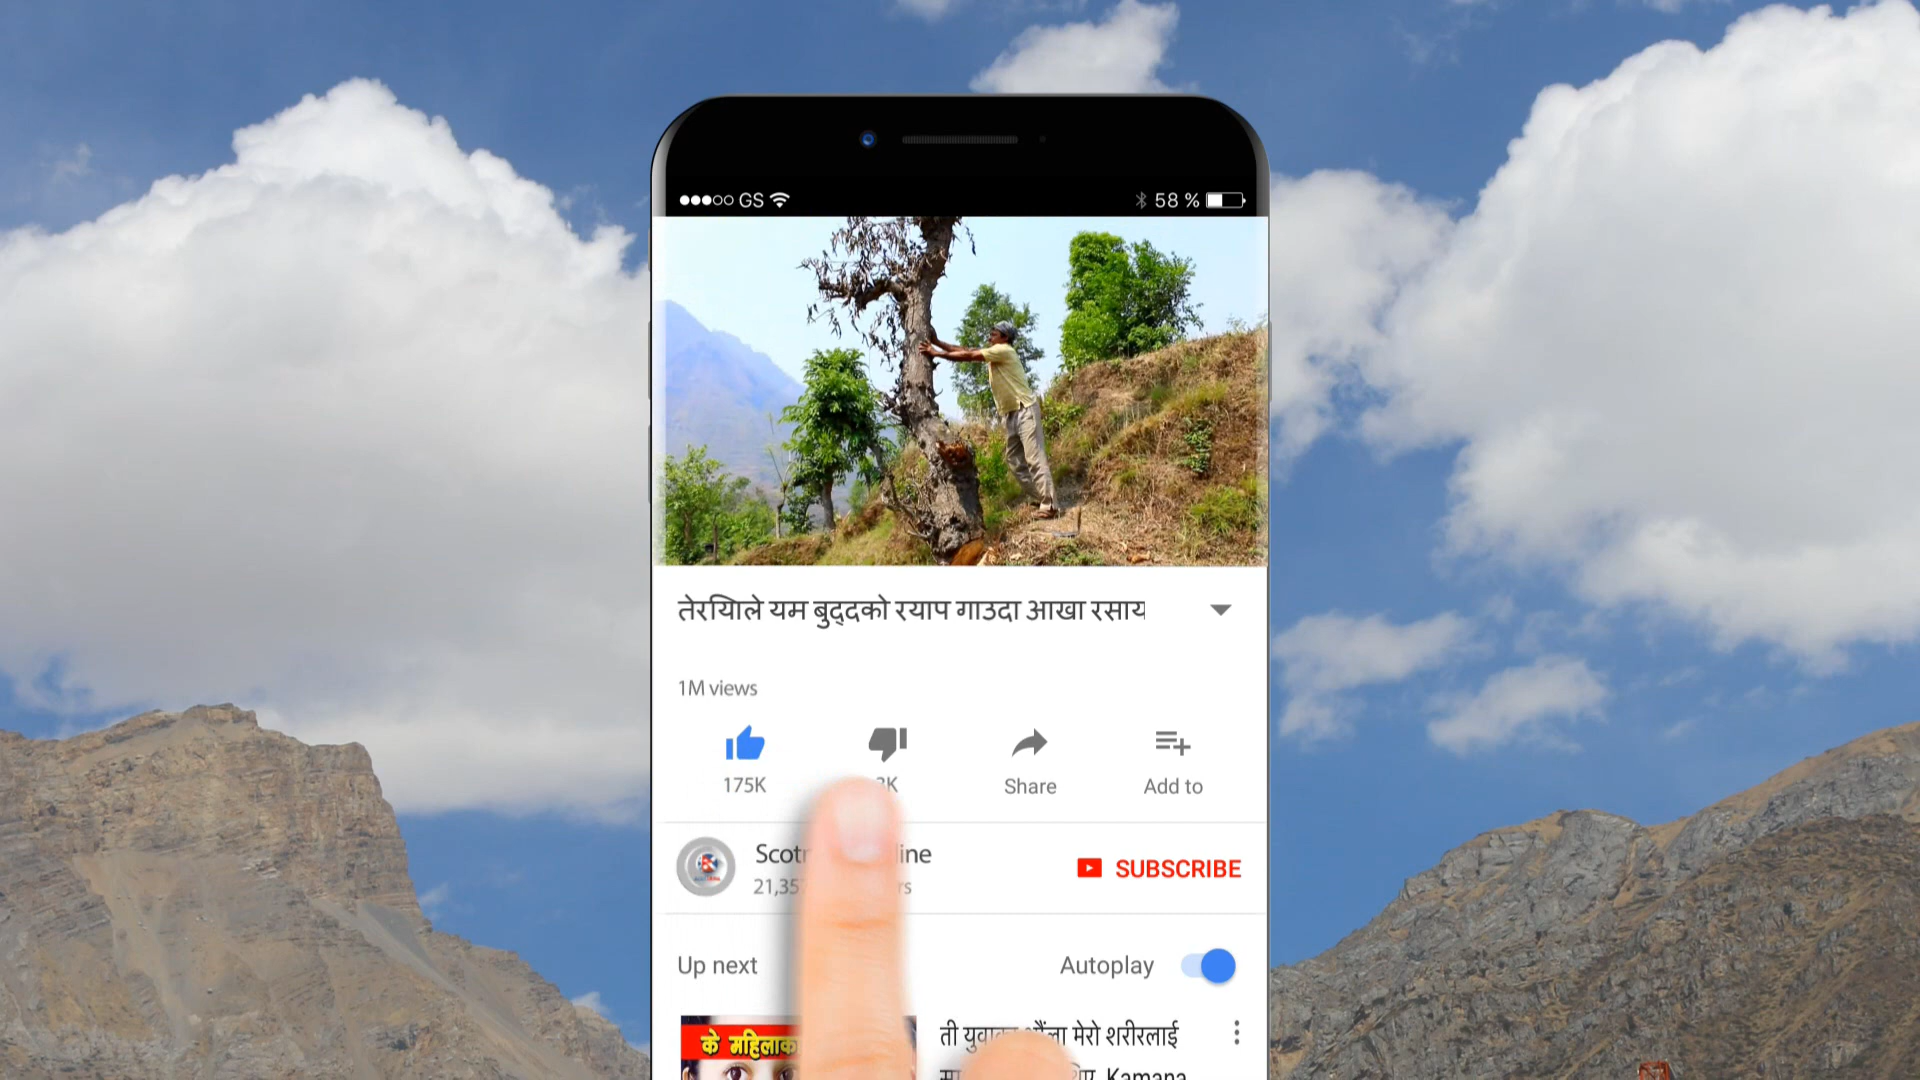 GS 58 %
तेरयािले यम बुद्दको रयाप गाउदा आखा रसाय
1M views
175K
Share
Add to
SUBSCRIBE
Up next
Autoplay
के
ती मेरो शरीरलाई
Kamana